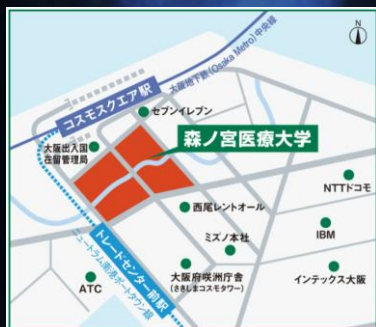 N
大阪地下鉄(Osaka Metro)中央線
コスモスクエア駅
セブンイレブン
大阪出入国
在留管理局
森ノ宮医療大学
NTTドコモ
西尾レントオール
ミズノ本社
IBM
トレードセンター前駅
ニュートラム南港ポートタウン線
ATC
大阪府咲洲庁舎
(さきしまコスモタワー)
インテックス大阪